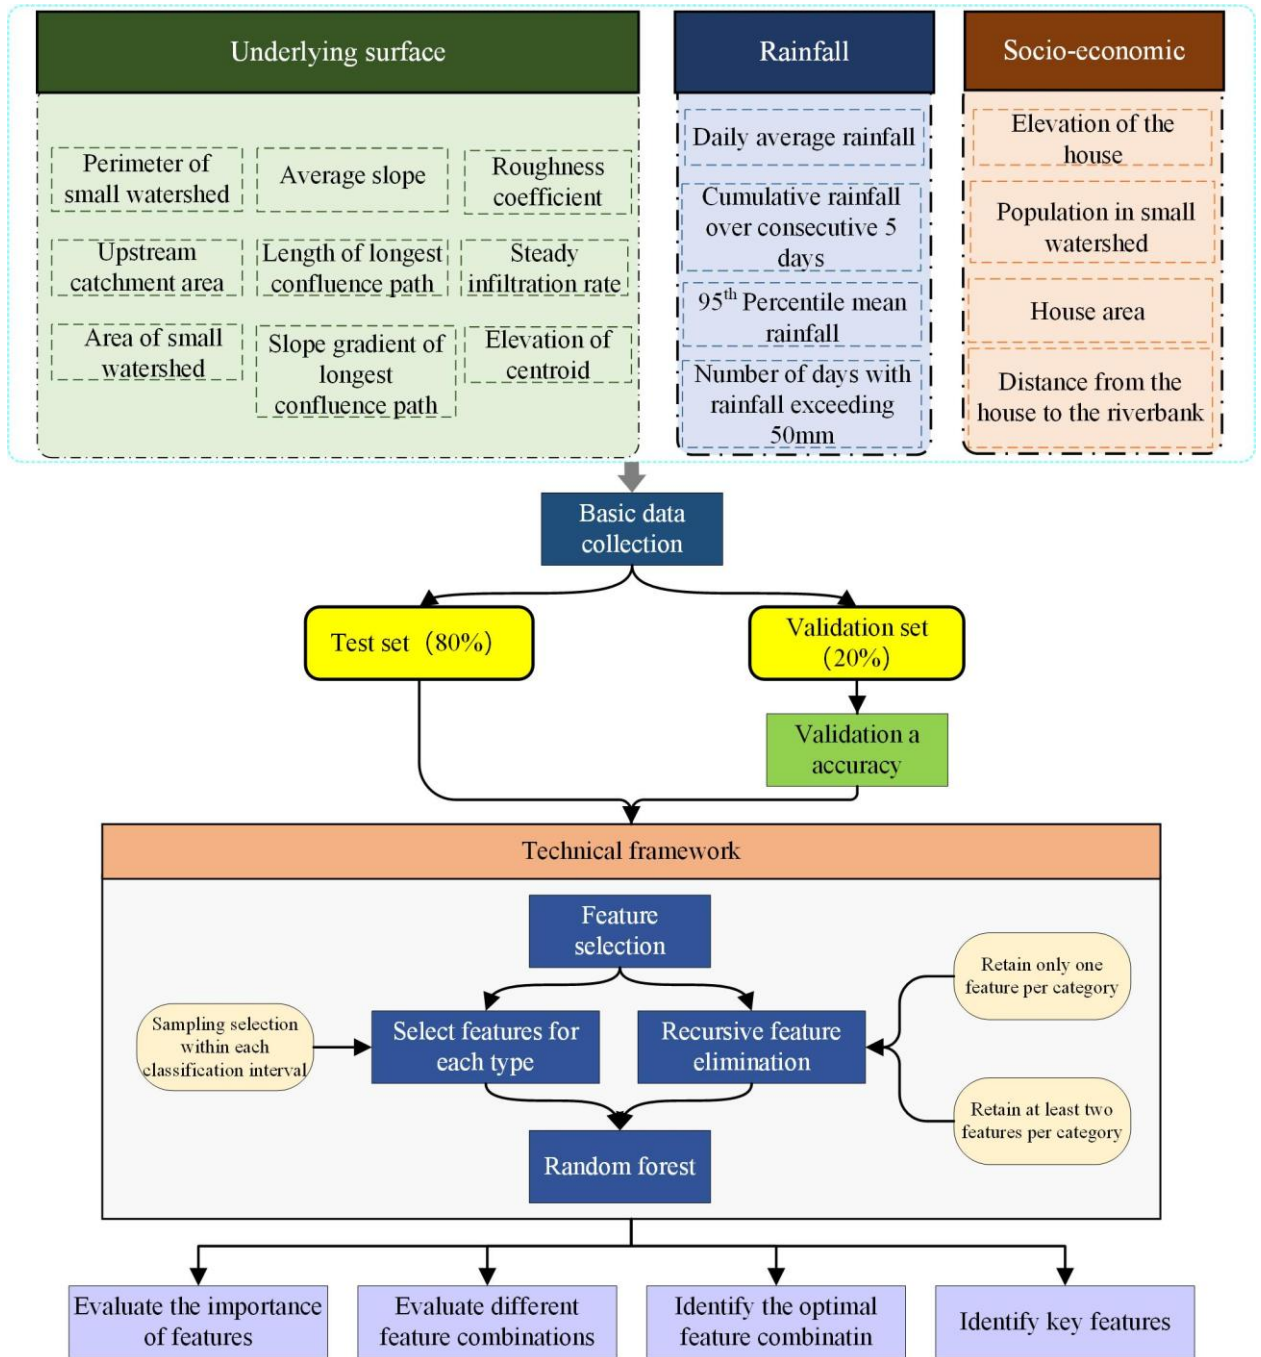 Underlying surface
Perimeter of
small watershed
Average slope
Roughness
coefficient
Upstream
catchment area
Length of longest
confluence path
Steady
infiltration rate
Area of small
watershed
Slope gradient of
longest
confluence path
Elevation of
centroid
Rainfall
Daily average rainfall
Cumulative rainfall
over consecutive 5
days
95th Percentile mean
rainfall
Number of days with
rainfall exceeding
50mm
Socio-economic
Elevation of the
house
Population in small
watershed
House area
Distance from the
house to the riverbank
Basic data
collection
Test set（80%）
Validation set
（20%）
Validation a
accuracy
Technical framework
Feature
selection
Sampling selection
within each
classification interval
Select features for
each type
Recursive feature
elimination
Retain only one
feature per category
Retain at least two
features per category
Random forest
Evaluate the importance
of features
Evaluate different
feature combinations
Identify the optimal
feature combinatin
Identify key features